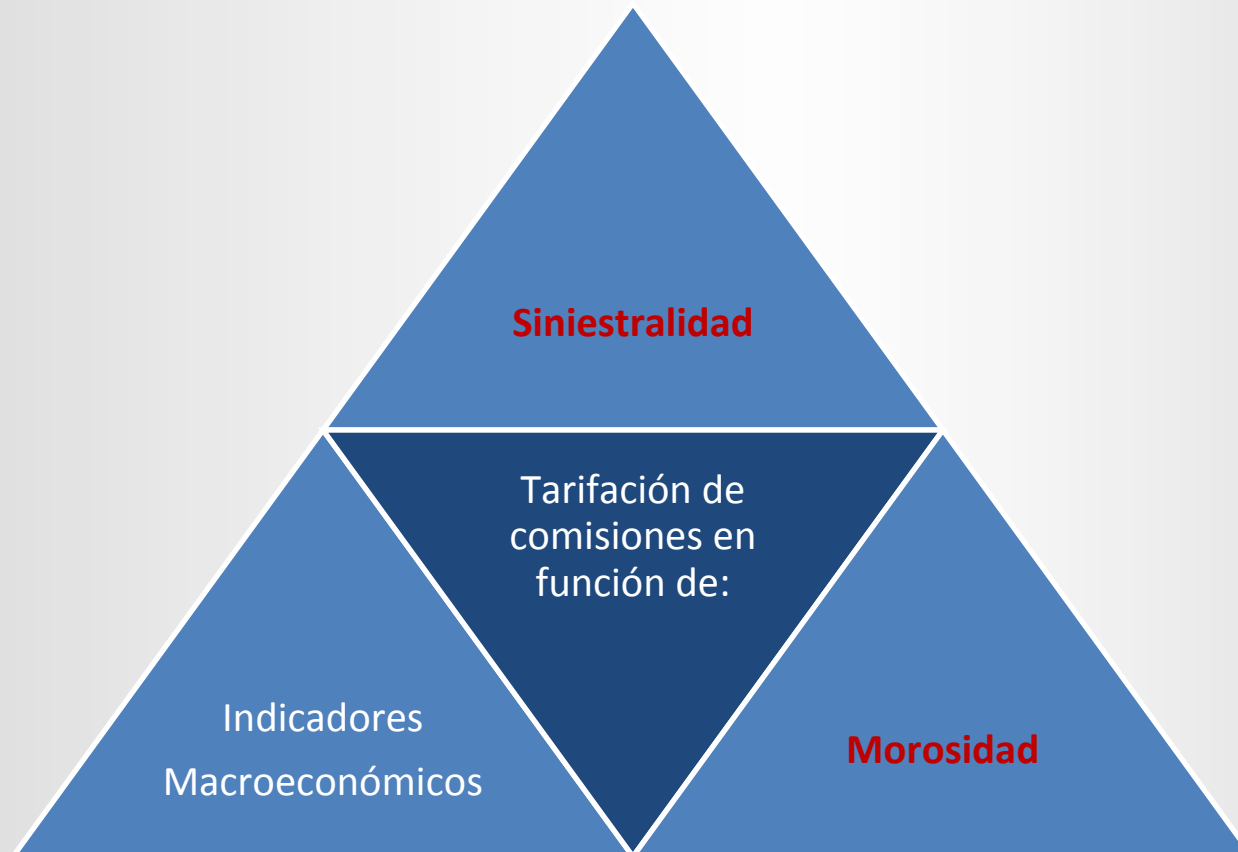 Siniestralidad
Tarifación de
comisiones en
función de:
Indicadores
Macroeconómicos
Morosidad